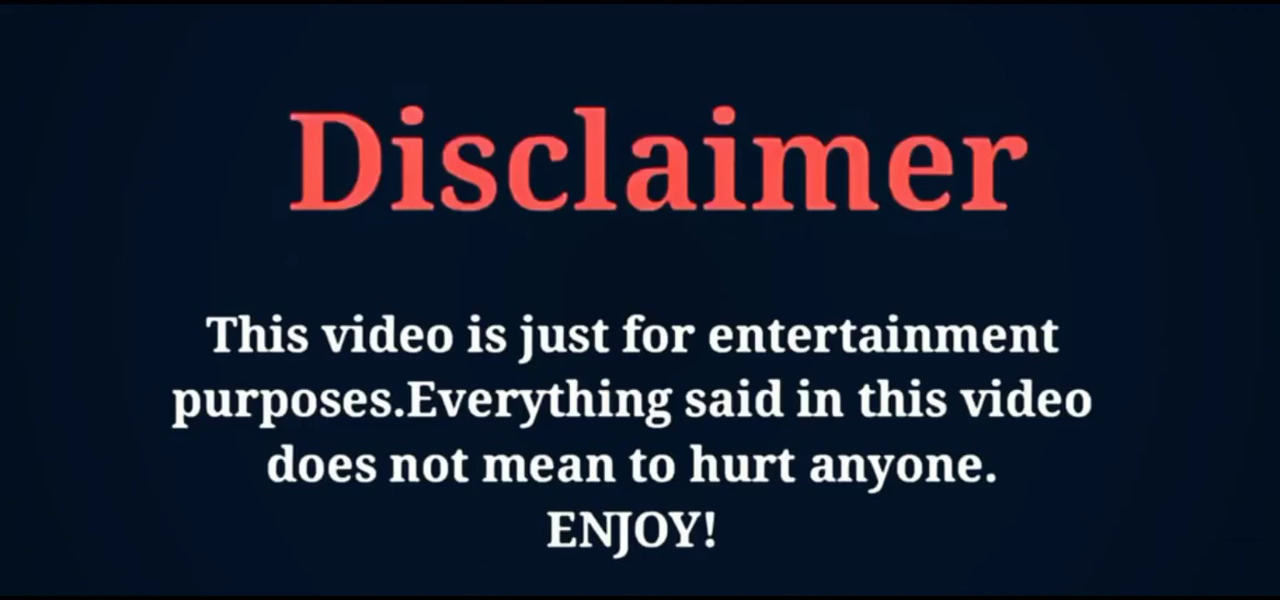 Disclaimer
This video is just for entertainment
purposes.Everything said in this video
does not mean to hurt anyone.
ENJOY!